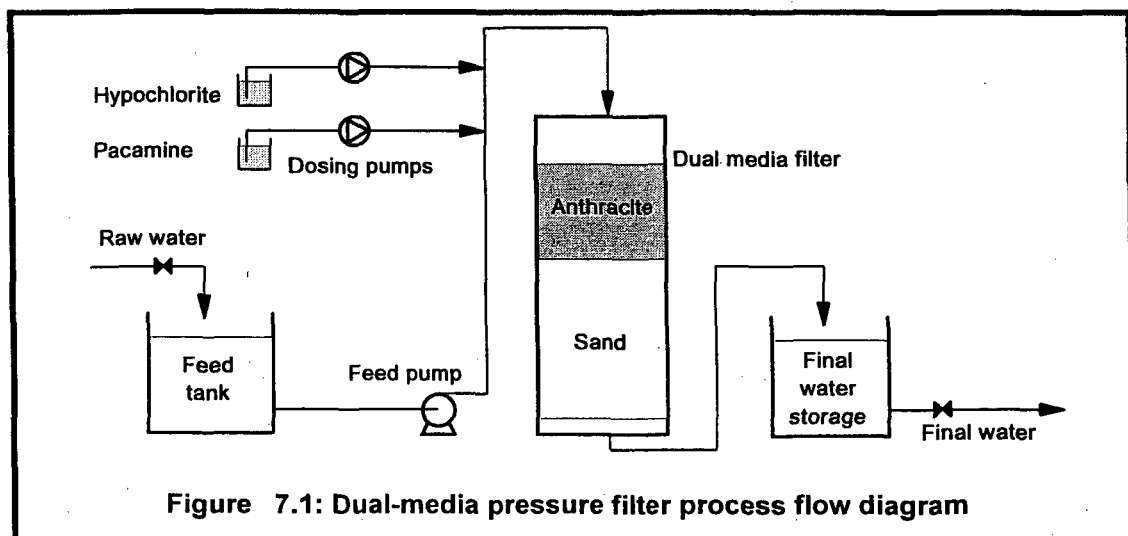 Hypochlorite
Pacamine
Dosing pumps
Dual media filter
Anthracite
Raw water
Sand
Feed
tank
Feed pump
Final
water
storage
Final water
Figure 7.1: Dual-media pressure filter process flow diagram